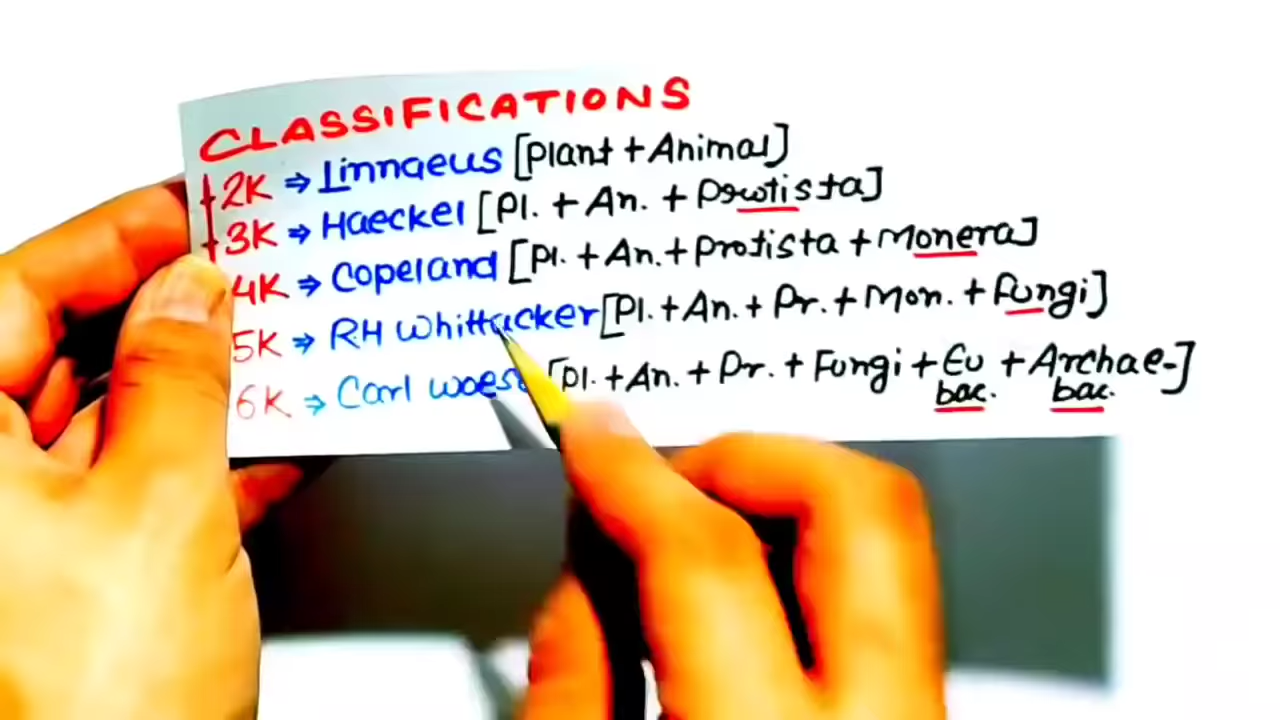 CLASSIFICATIONS
2K ⇒ Linnaeus [Plant + Animal]
3K ⇒ Haeckel [Pl. + An. + Protista]
4K ⇒ Copeland [Pl. + An. + Protista + Monera]
5K ⇒ RH Whittacker [Pl. + An. + Pr. + Mon. + Fungi]
6K ⇒ Carl woese [Pl. + An. + Pr. + Fungi + Eu bac. + Archae- bac.]